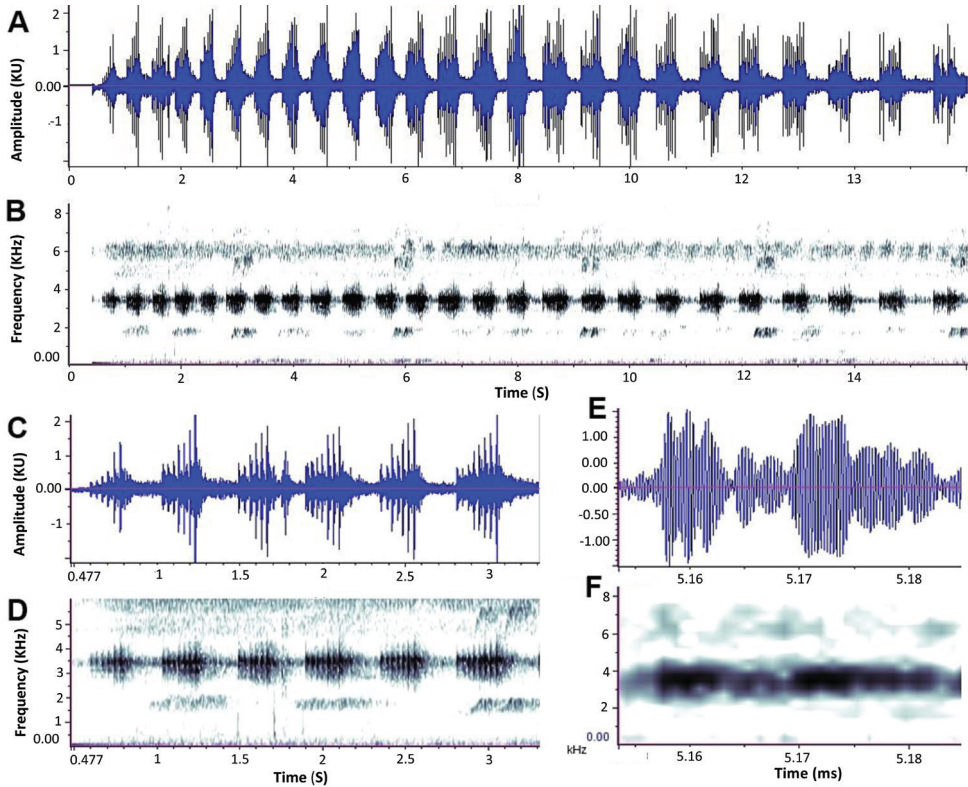 A
Amplitude (KU)
2
1
0.00
-1
0 2 4 6 8 10 12 13
B
Frequency (KHz)
8
6
4
2
0.00
0 2 4 6 8 10 12 14
Time (S)
C
Amplitude (KU)
2
1
0.00
-1
0.477 1 1.5 2 2.5 3
D
Frequency (KHz)
5
4
3
2
1
0.00
0.477 1 1.5 2 2.5 3
Time (S)
E
1.00
0.00
0.00
-0.50
-1.00
5.16 5.17 5.18
F
8
6
4
2
0.00
kHz
5.16 5.17 5.18
Time (ms)